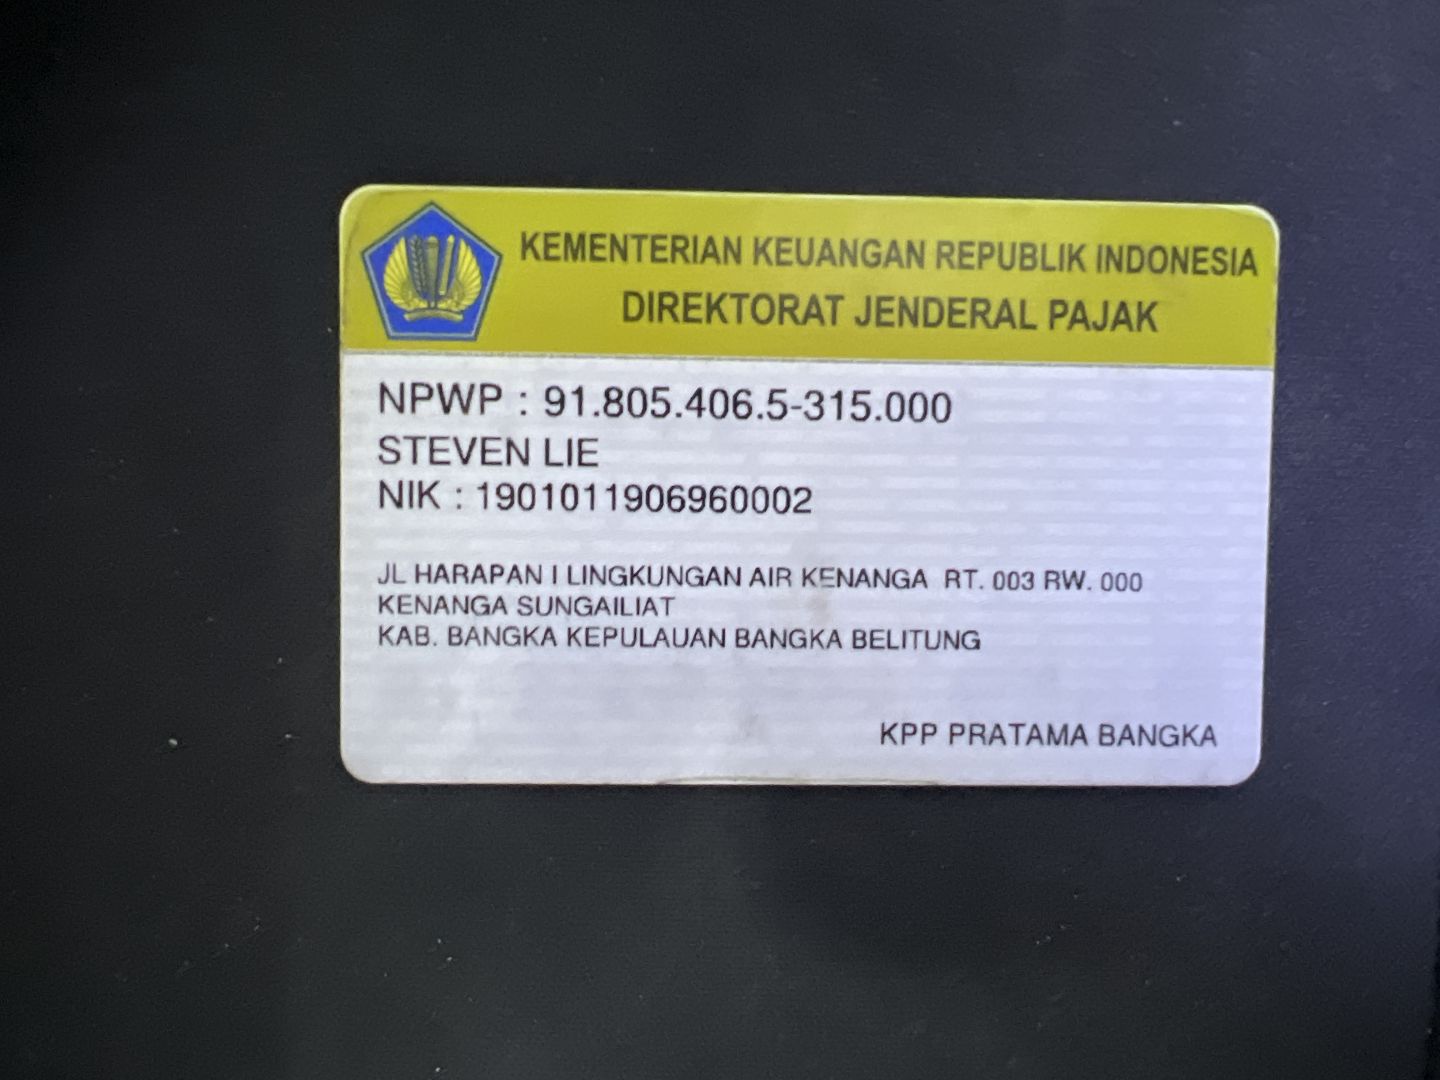 KEMENTERIAN KEUANGAN REPUBLIK INDONESIA
DIREKTORAT JENDERAL PAJAK
NPWP : 91.805.406.5-315.000
STEVEN LIE
NIK : 1901011906960002
JL HARAPAN I LINGKUNGAN AIR KENANGA RT. 003 RW. 000
KENANGA SUNGAILIAT
KAB. BANGKA KEPULAUAN BANGKA BELITUNG
KPP PRATAMA BANGKA